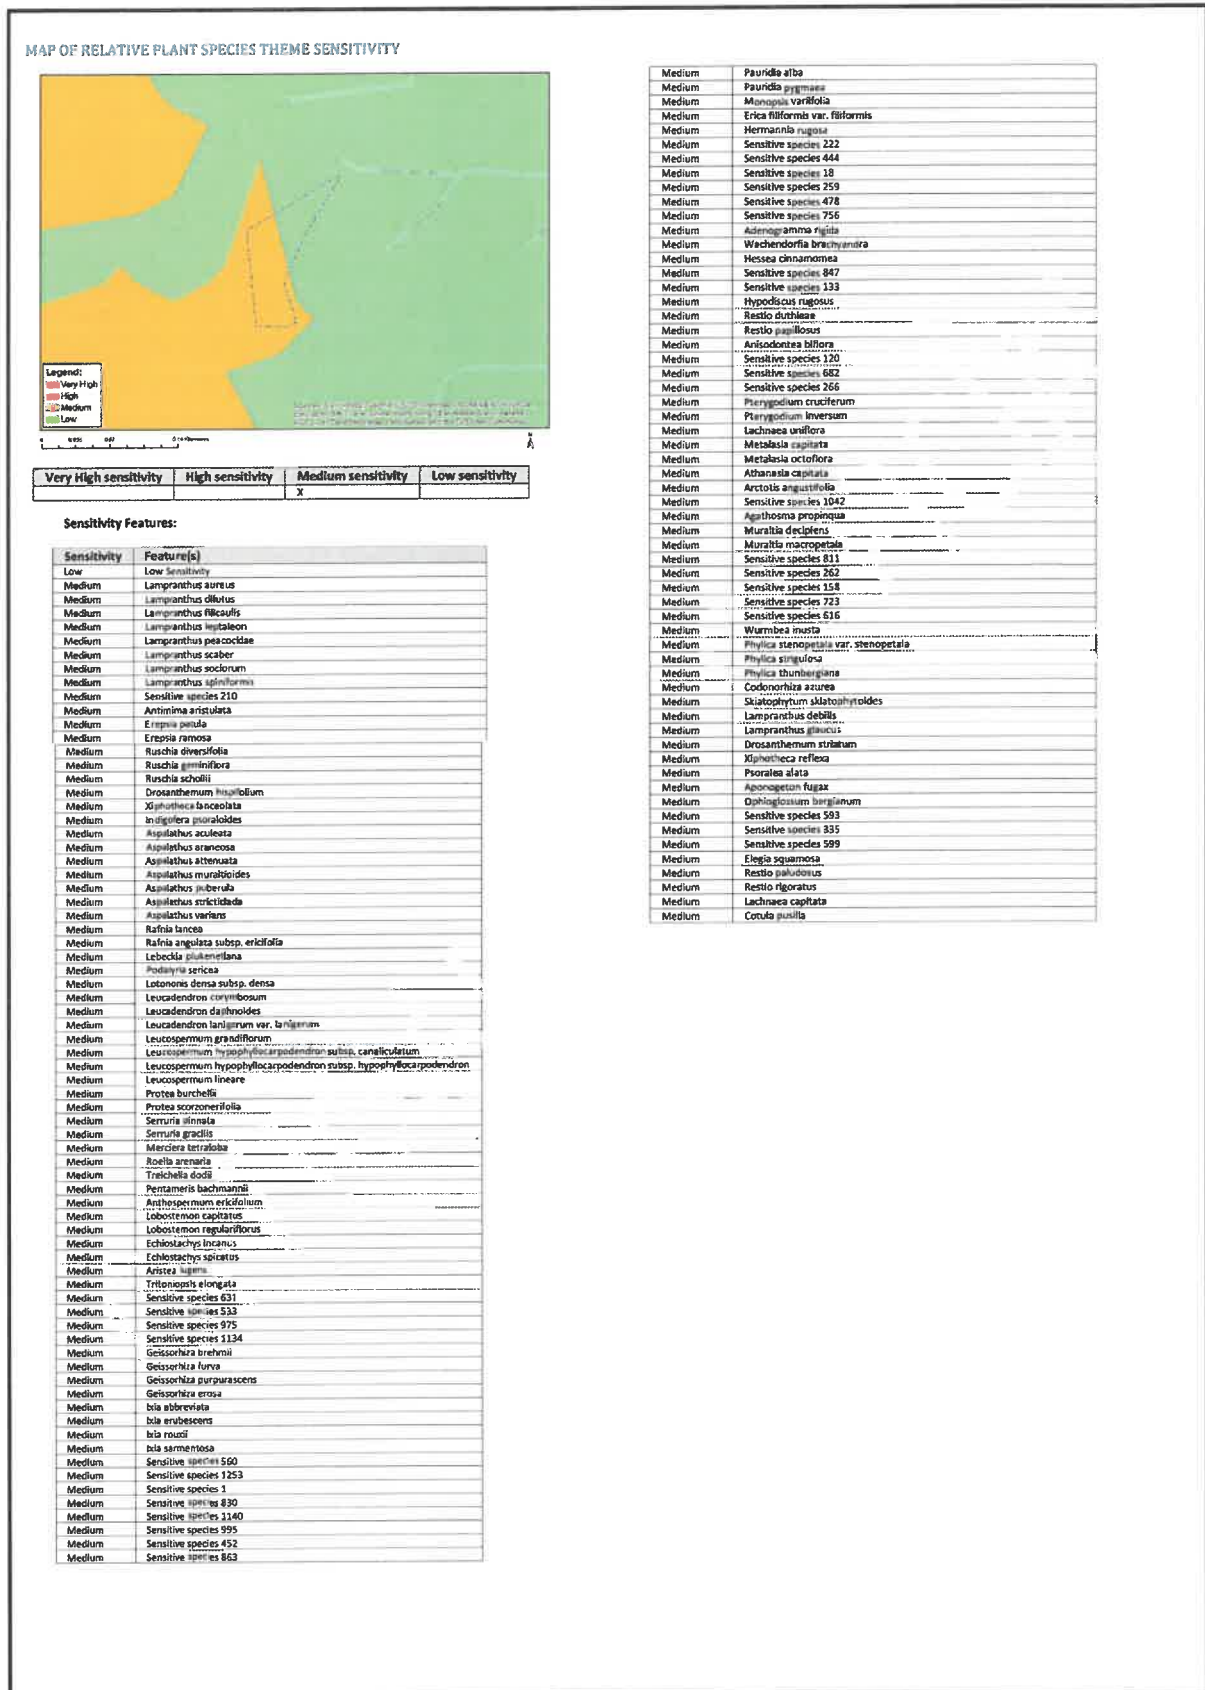 MAP OF RELATIVE PLANT SPECIES THEME SENSITIVITY
Legend:
Very High
High
Medium
Low
N
Very High sensitivity High sensitivity Medium sensitivity Low sensitivity
X
Sensitivity Features:
Sensitivity Feature(s)
Low Low Sensitivity
Medium Lampranthus aureus
Medium Lampranthus dilutus
Medium Lampranthus filicaulis
Medium Lampranthus leptaleon
Medium Lampranthus peacockiae
Medium Lampranthus scaber
Medium Lampranthus sociorum
Medium Lampranthus spiniformis
Medium Sensitive species 210
Medium Antimima aristulata
Medium Erepsia patula
Medium Erepsia ramosa
Medium Ruschia diversifolia
Medium Ruschia geminiflora
Medium Ruschia schollii
Medium Drosanthemum hispifolium
Medium Xiphotheca lanceolata
Medium Indigofera psoraloides
Medium Aspalathus aculeata
Medium Aspalathus araneosa
Medium Aspalathus attenuata
Medium Aspalathus muraltioides
Medium Aspalathus puberula
Medium Aspalathus strictidada
Medium Aspalathus varians
Medium Rafnia lancea
Medium Rafnia angulata subsp. ericifolia
Medium Lebeckia plukenetiana
Medium Podalyria sericea
Medium Lotononis densa subsp. densa
Medium Leucadendron corymbosum
Medium Leucadendron daphnoides
Medium Leucadendron lanigerum var. lanigerum
Medium Leucospermum grandiflorum
Medium Leucospermum hypophyllocarpodendron subsp. canaliculatum
Medium Leucospermum hypophyllocarpodendron subsp. hypophyllocarpodendron
Medium Leucospermum lineare
Medium Protea burchellii
Medium Protea scorzonerifolia
Medium Serruria pinnata
Medium Serruria gracilis
Medium Merciera tetraloba
Medium Roella arenaria
Medium Treichelia dodii
Medium Pentameris bachmannii
Medium Anthospermum ericifolium
Medium Lobostemon capitatus
Medium Lobostemon regulariflorus
Medium Echiostachys incanus
Medium Echiostachys spicatus
Medium Aristea lugens
Medium Tritoniopsis elongata
Medium Sensitive species 631
Medium Sensitive species 533
Medium Sensitive species 975
Medium Sensitive species 1134
Medium Geissorhiza brehmii
Medium Geissorhiza furva
Medium Geissorhiza purpurascens
Medium Geissorhiza erosa
Medium Ixia abbreviata
Medium Ixia erubescens
Medium Ixia rouxii
Medium Ixia sarmentosa
Medium Sensitive species 560
Medium Sensitive species 1253
Medium Sensitive species 1
Medium Sensitive species 830
Medium Sensitive species 1140
Medium Sensitive species 995
Medium Sensitive species 452
Medium Sensitive species 863
Medium Pauridia alba
Medium Pauridia pygmaea
Medium Monopsis variifolia
Medium Erica filiformis var. filiformis
Medium Hermannia rugosa
Medium Sensitive species 222
Medium Sensitive species 444
Medium Sensitive species 18
Medium Sensitive species 259
Medium Sensitive species 478
Medium Sensitive species 756
Medium Adenogramma rigida
Medium Wachendorfia brachyandra
Medium Hessea cinnamomea
Medium Sensitive species 847
Medium Sensitive species 133
Medium Hypodiscus rugosus
Medium Restio duthieae
Medium Restio papillosus
Medium Anisodontea biflora
Medium Sensitive species 120
Medium Sensitive species 682
Medium Sensitive species 266
Medium Pterygodium cruciferum
Medium Pterygodium inversum
Medium Lachnaea uniflora
Medium Metalasia capitata
Medium Metalasia octoflora
Medium Athanasia capitata
Medium Arctotis angustifolia
Medium Sensitive species 1042
Medium Agathosma propinqua
Medium Muraltia decipiens
Medium Muraltia macropetala
Medium Sensitive species 811
Medium Sensitive species 262
Medium Sensitive species 158
Medium Sensitive species 723
Medium Sensitive species 616
Medium Wurmbea inusta
Medium Phylica stenopetala var. stenopetala
Medium Phylica strigulosa
Medium Phylica thunbergiana
Medium Codonorhiza azurea
Medium Skiatophytum skiatophytoides
Medium Lampranthus debilis
Medium Lampranthus glaucus
Medium Drosanthemum striatum
Medium Xiphotheca reflexa
Medium Psoralea alata
Medium Aponogeton fugax
Medium Ophioglossum bergianum
Medium Sensitive species 593
Medium Sensitive species 335
Medium Sensitive species 599
Medium Elegia squamosa
Medium Restio paludosus
Medium Restio rigoratus
Medium Lachnaea capitata
Medium Cotula pusilla